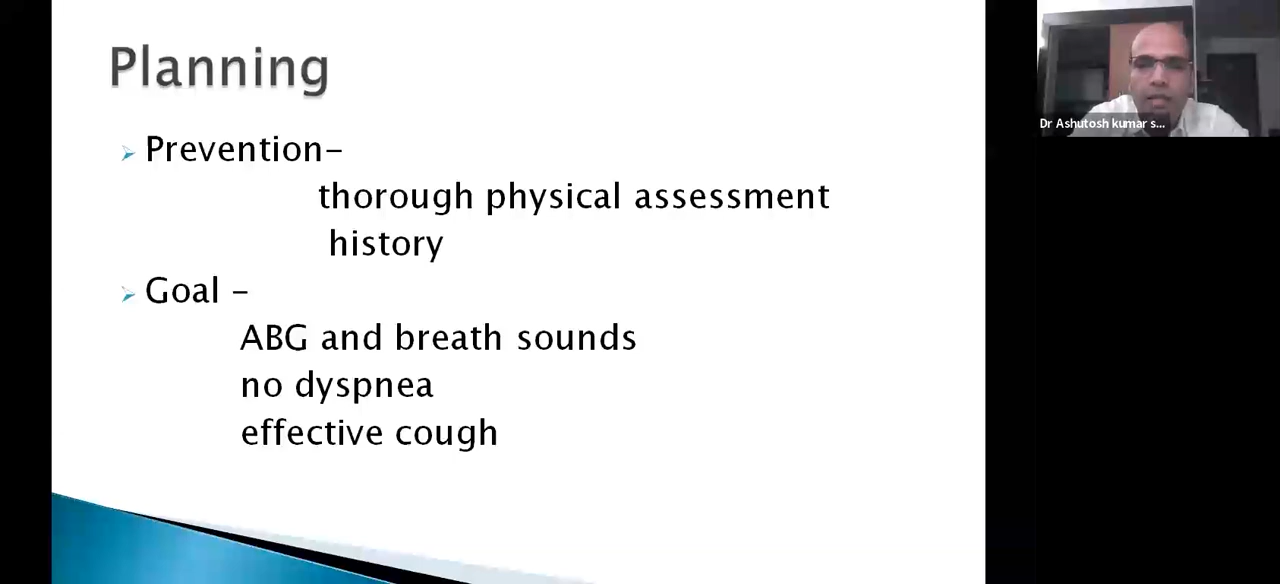 Planning
Prevention-
thorough physical assessment
history
Goal -
ABG and breath sounds
no dyspnea
effective cough
Dr Ashutosh kumar s...